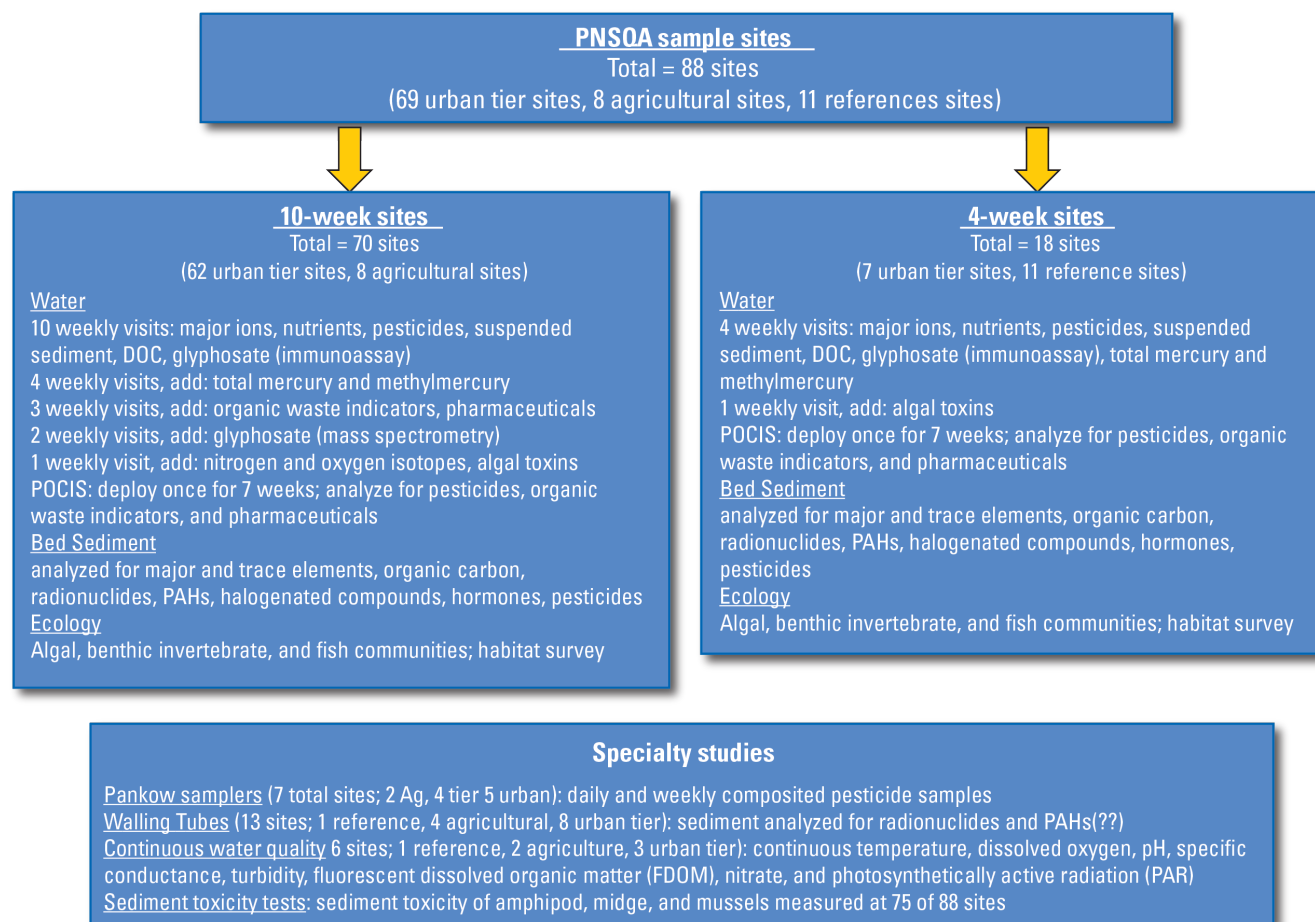 PNSQA sample sites
Total = 88 sites
(69 urban tier sites, 8 agricultural sites, 11 references sites)
10-week sites
Total = 70 sites
(62 urban tier sites, 8 agricultural sites)
Water
10 weekly visits: major ions, nutrients, pesticides, suspended
sediment, DOC, glyphosate (immunoassay)
4 weekly visits, add: total mercury and methylmercury
3 weekly visits, add: organic waste indicators, pharmaceuticals
2 weekly visits, add: glyphosate (mass spectrometry)
1 weekly visit, add: nitrogen and oxygen isotopes, algal toxins
POCIS: deploy once for 7 weeks; analyze for pesticides, organic
waste indicators, and pharmaceuticals
Bed Sediment
analyzed for major and trace elements, organic carbon,
radionuclides, PAHs, halogenated compounds, hormones, pesticides
Ecology
Algal, benthic invertebrate, and fish communities; habitat survey
4-week sites
Total = 18 sites
(7 urban tier sites, 11 reference sites)
Water
4 weekly visits: major ions, nutrients, pesticides, suspended
sediment, DOC, glyphosate (immunoassay), total mercury and
methylmercury
1 weekly visit, add: algal toxins
POCIS: deploy once for 7 weeks; analyze for pesticides, organic
waste indicators, and pharmaceuticals
Bed Sediment
analyzed for major and trace elements, organic carbon,
radionuclides, PAHs, halogenated compounds, hormones,
pesticides
Ecology
Algal, benthic invertebrate, and fish communities; habitat survey
Specialty studies
Pankow samplers (7 total sites; 2 Ag, 4 tier 5 urban): daily and weekly composited pesticide samples
Walling Tubes (13 sites; 1 reference, 4 agricultural, 8 urban tier): sediment analyzed for radionuclides and PAHs(??)
Continuous water quality 6 sites; 1 reference, 2 agriculture, 3 urban tier): continuous temperature, dissolved oxygen, pH, specific
conductance, turbidity, fluorescent dissolved organic matter (FDOM), nitrate, and photosynthetically active radiation (PAR)
Sediment toxicity tests: sediment toxicity of amphipod, midge, and mussels measured at 75 of 88 sites